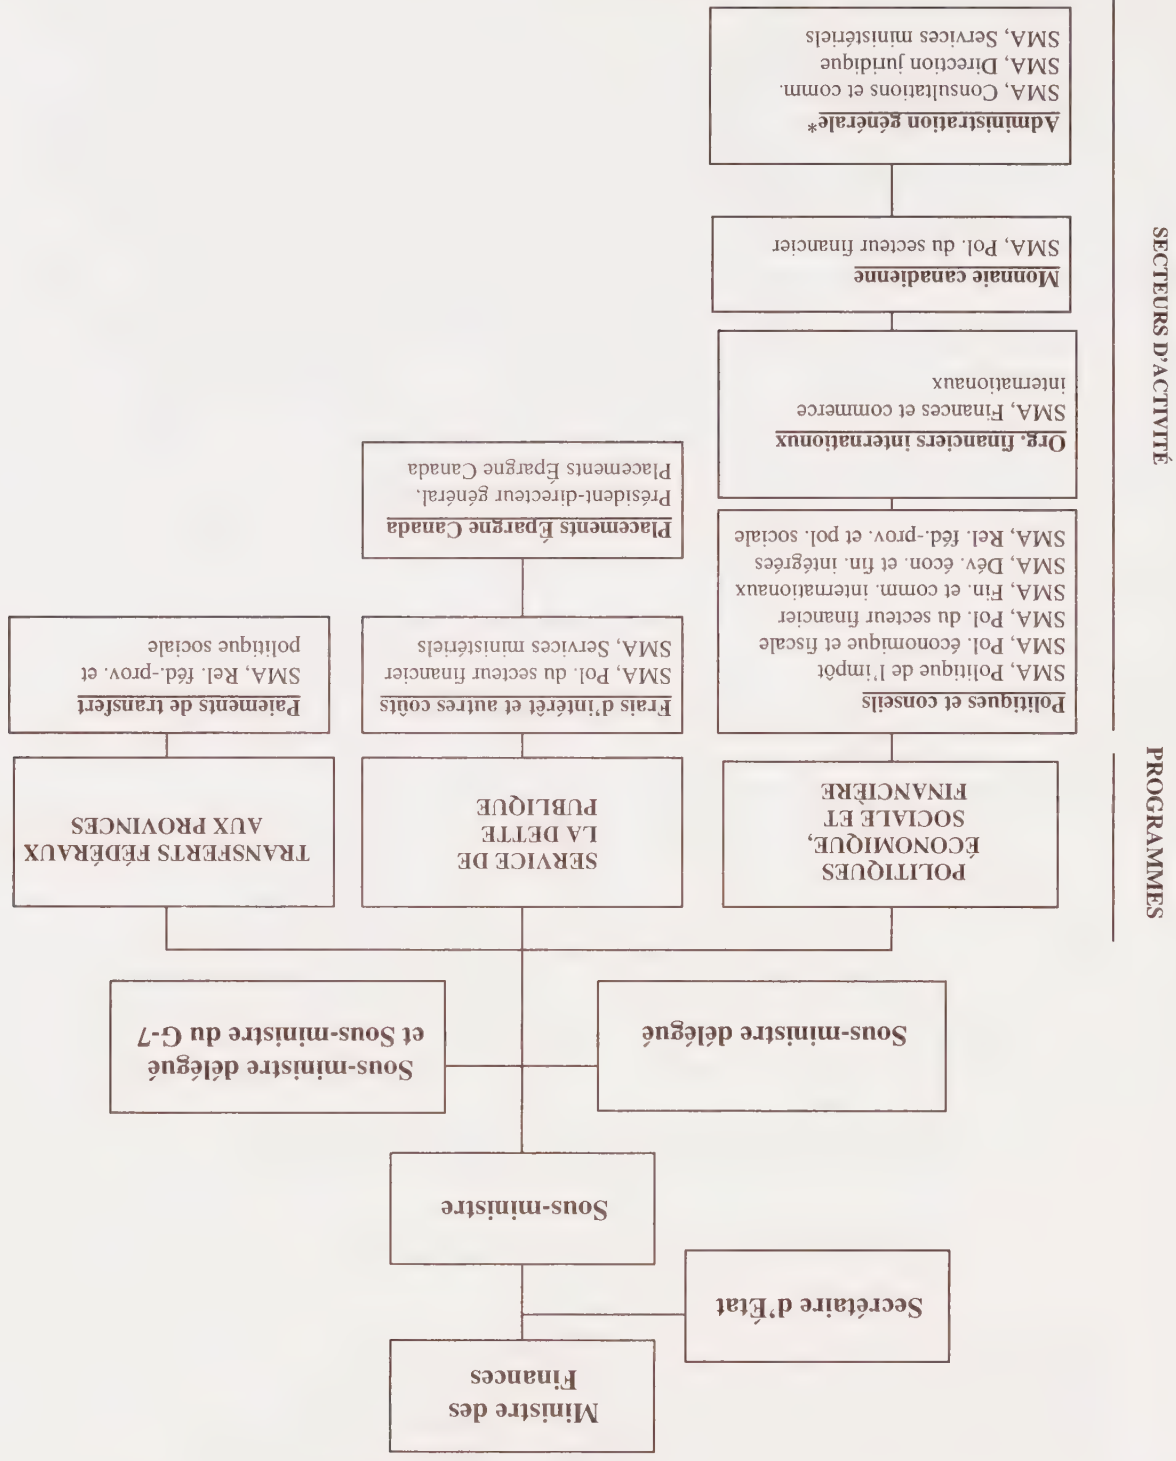 Ministre des
Finances
Secrétaire d'État
Sous-ministre
Sous-ministre délégué
Sous-ministre délégué
et Sous-ministre du G-7
PROGRAMMES
POLITIQUES
ÉCONOMIQUE,
SOCIALE ET
FINANCIÈRE
SERVICE DE
LA DETTE
PUBLIQUE
TRANSFERTS FÉDÉRAUX
AUX PROVINCES
SECTEURS D'ACTIVITÉ
Politiques et conseils
SMA, Politique de l'impôt
SMA, Pol. économique et fiscale
SMA, Pol. du secteur financier
SMA, Fin. et comm. internationaux
SMA, Dév. écon. et fin. intégrées
SMA, Rel. féd.-prov. et pol. sociale
Frais d'intérêt et autres coûts
SMA, Pol. du secteur financier
SMA, Services ministériels
Paiements de transfert
SMA, Rel. féd.-prov. et
politique sociale
Org. financiers internationux
SMA, Finances et commerce
internationaux
Placements Épargne Canada
Président-directeur général,
Placements Épargne Canada
Monnaie canadienne
SMA, Pol. du secteur financier
Administration générale*
SMA, Consultations et comm.
SMA, Direction juridique
SMA, Services ministériels